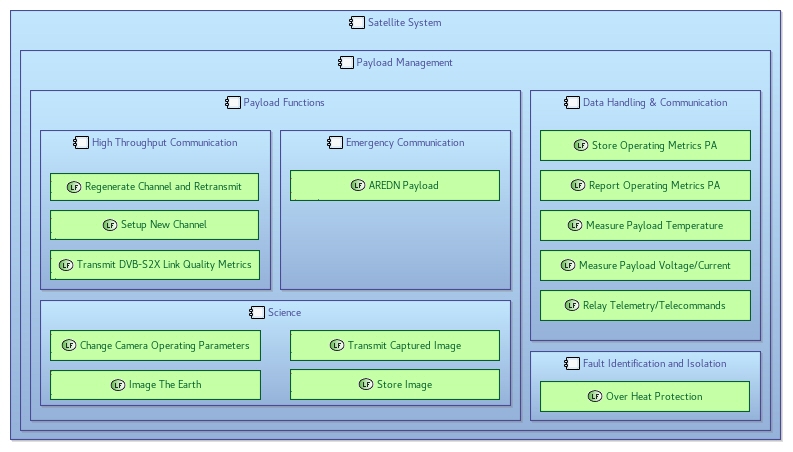 Satellite System
Payload Management
Payload Functions
High Throughput Communication
LF Regenerate Channel and Retransmit
LF Setup New Channel
LF Transmit DVB-S2X Link Quality Metrics
Emergency Communication
LF AREDN Payload
Science
LF Change Camera Operating Parameters
LF Transmit Captured Image
LF Image The Earth
LF Store Image
Data Handling & Communication
LF Store Operating Metrics PA
LF Report Operating Metrics PA
LF Measure Payload Temperature
LF Measure Payload Voltage/Current
LF Relay Telemetry/Telecommands
Fault Identification and Isolation
LF Over Heat Protection